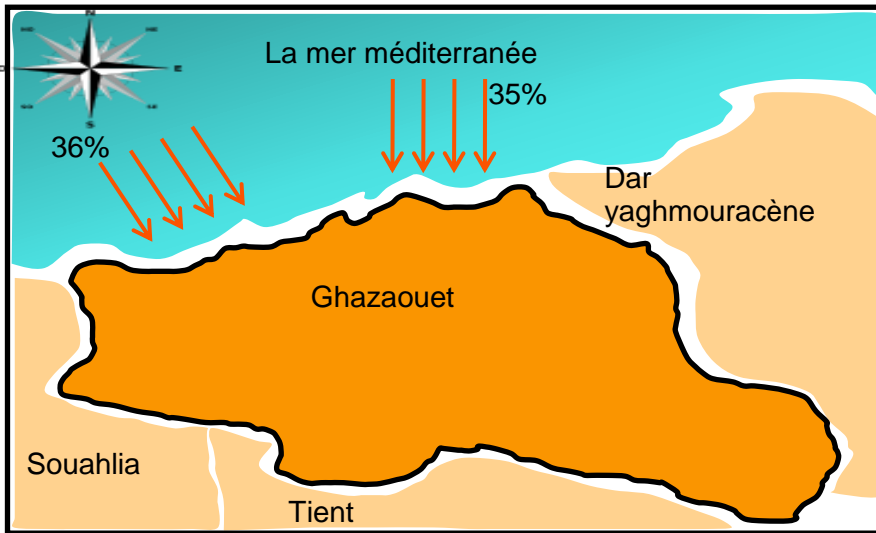 La mer méditerranée
35%
36%
Dar
yaghmouracène
Ghazaouet
Souahlia
Tient
S